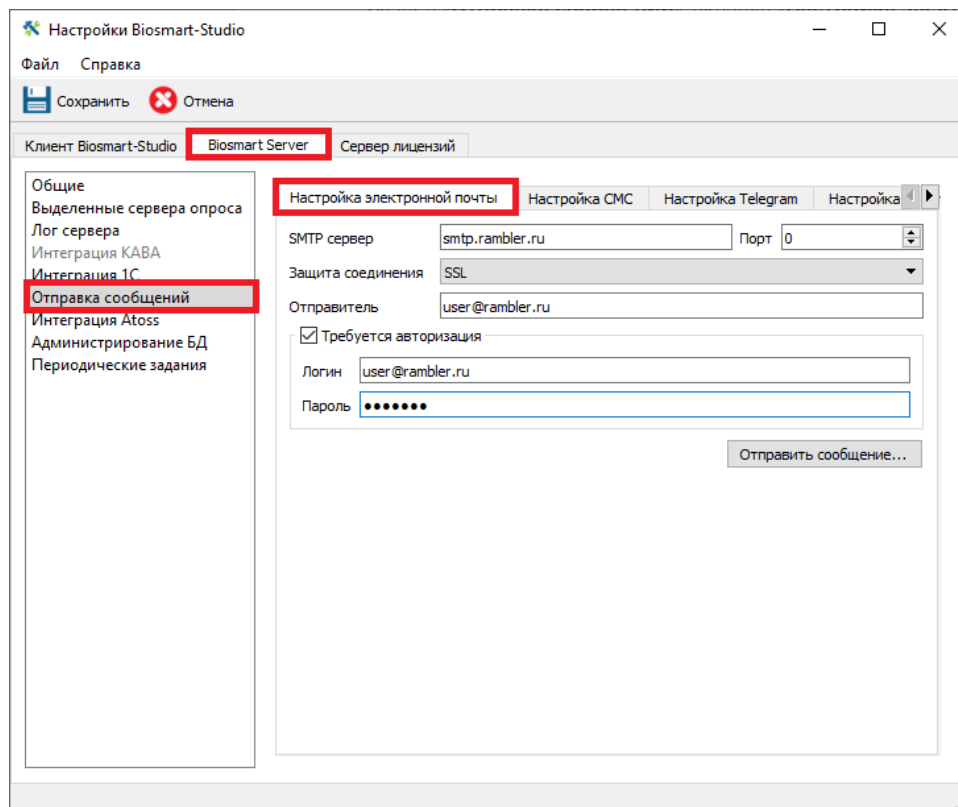 Настройки Biosmart-Studio
Файл Справка
Сохранить Отмена
Клиент Biosmart-Studio Biosmart Server Сервер лицензий
Общие
Выделенные сервера опроса
Лог сервера
Интеграция KABA
Интеграция 1С
Отправка сообщений
Интеграция Atoss
Администрирование БД
Периодические задания
Настройка электронной почты Настройка СМС Настройка Telegram Настройка
SMTP сервер smtp.rambler.ru Порт 0
Защита соединения SSL
Отправитель user@rambler.ru
Требуется авторизация
Логин user@rambler.ru
Пароль •••••••
Отправить сообщение...